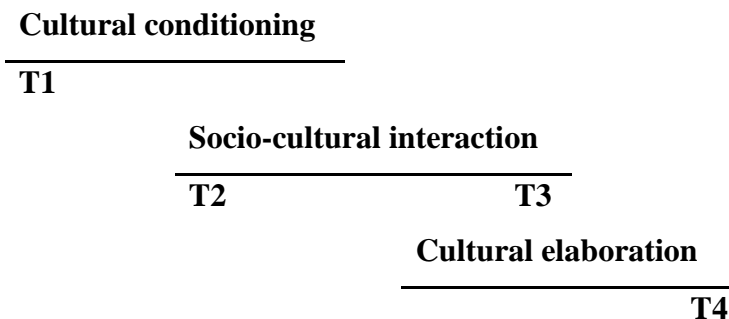 Cultural conditioning
T1
Socio-cultural interaction
T2 T3
Cultural elaboration
T4